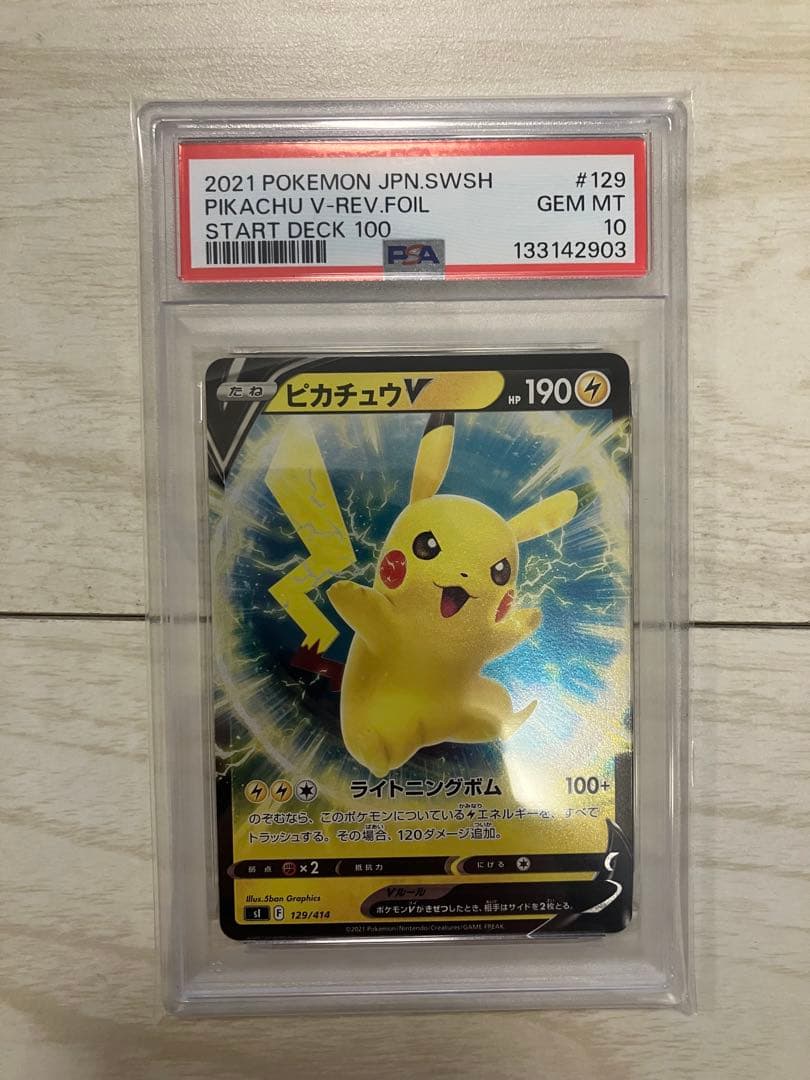 2021 POKEMON JPN.SWSH #129
PIKACHU V-REV.FOIL GEM MT
START DECK 100 10
PSA 133142903
たね ピカチュウV HP 190
ライトニングボム 100+
のぞむなら、このポケモンについているエネルギーを、すべて
トラッシュする。その場合、120ダメージ追加。
弱点 ×2 抵抗力 にげる
Vルール
ポケモンVがきぜつしたとき、相手はサイドを2枚とる。
Illus.5ban Graphics
sI F 129/414
©2021 Pokémon/Nintendo/Creatures/GAME FREAK.